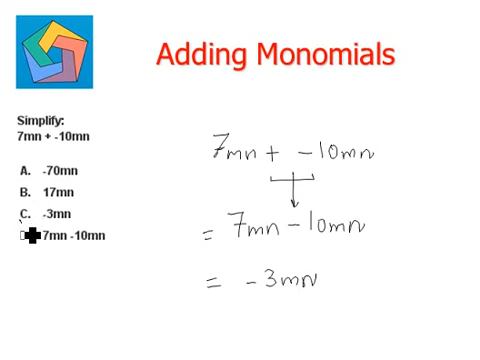 Adding Monomials
Simplify:
7mn + -10mn
A. -70mn
B. 17mn
C. -3mn
7mn -10mn
7mn + -10mn
= 7mn - 10mn
= -3mn